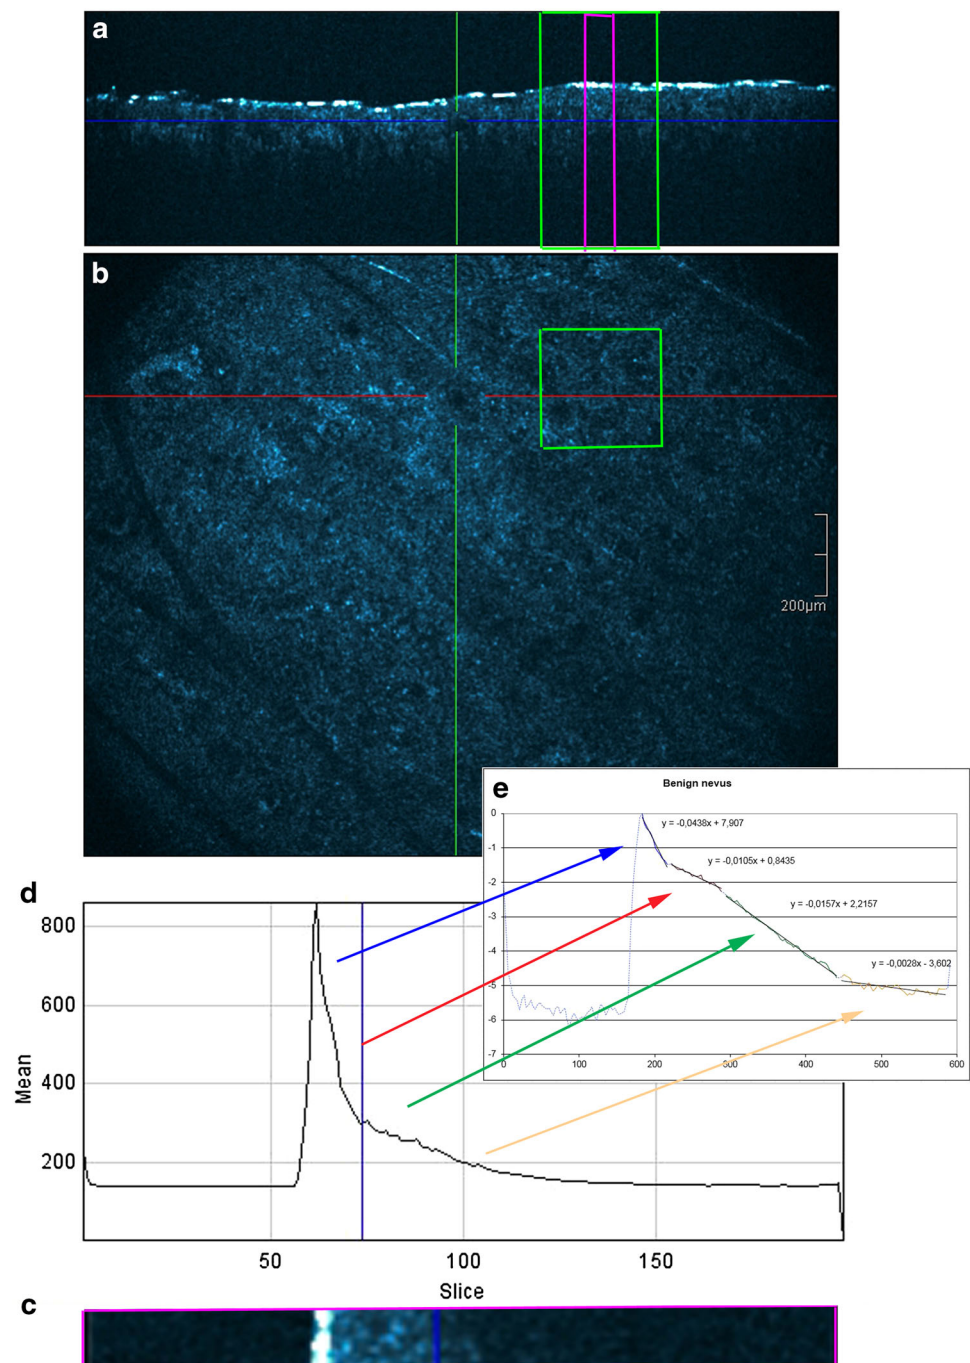 a
b
200µm
e
Benign nevus
0
-1
-2
-3
-4
-5
-6
-7
y = -0,0438x + 7,907
y = -0,0105x + 0,8435
y = -0,0157x + 2,2157
y = -0,0028x - 3,602
0
100
200
300
400
500
600
d
800
600
400
200
Mean
50
100
150
Slice
c